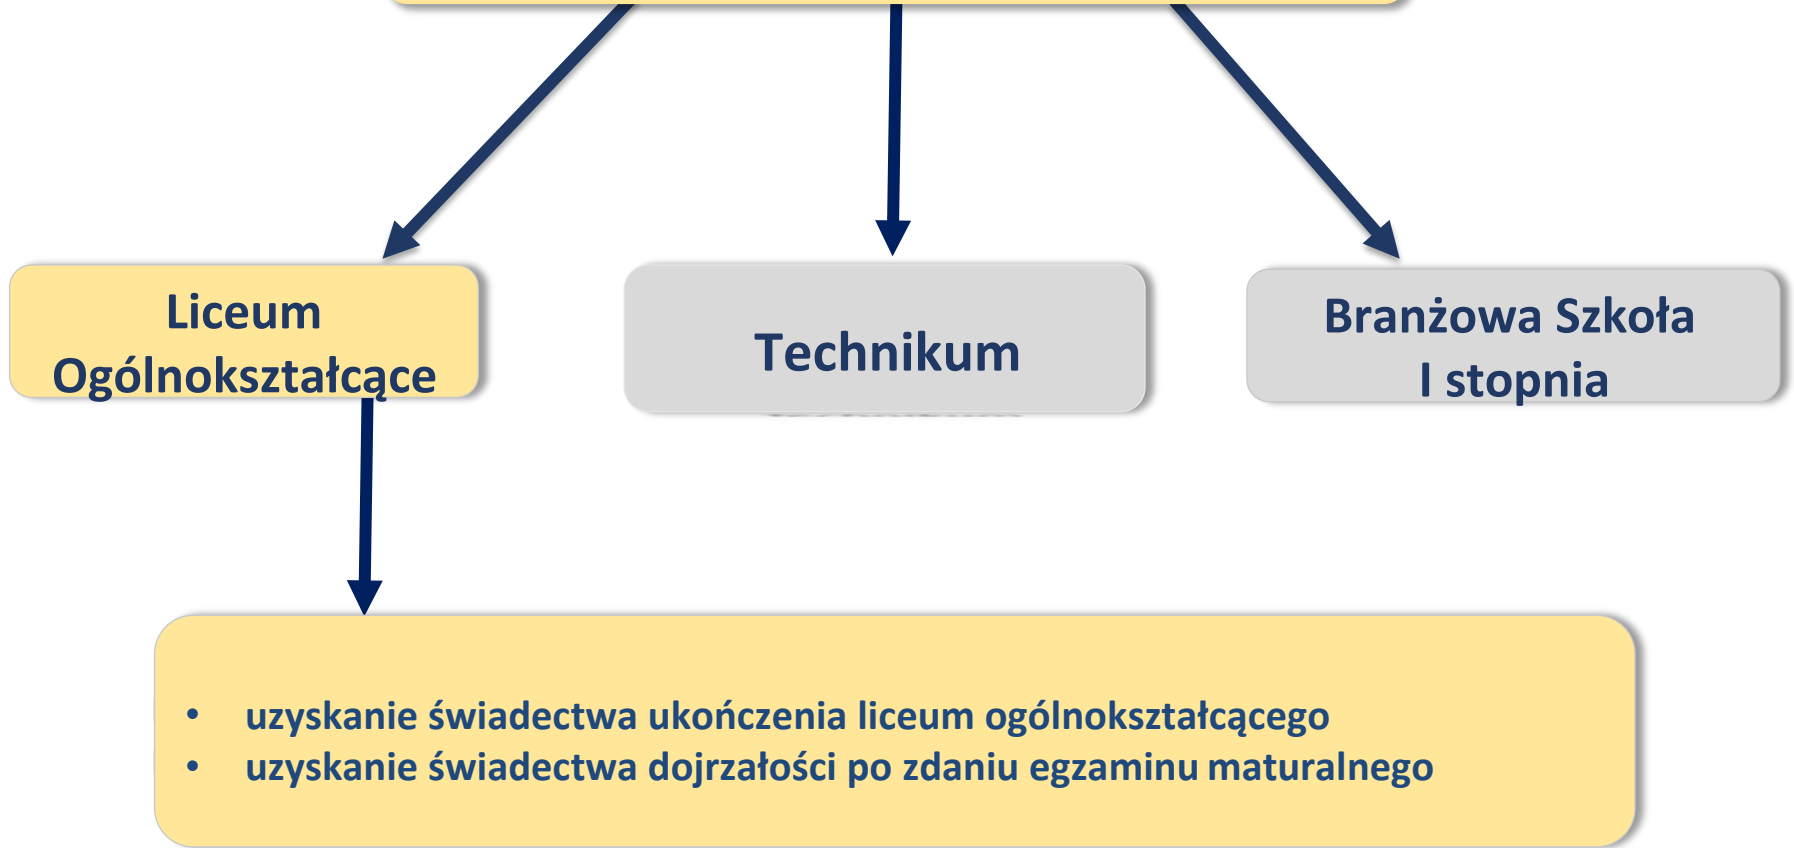 Liceum
Ogólnokształcące
Technikum
Branżowa Szkoła
I stopnia
• uzyskanie świadectwa ukończenia liceum ogólnokształcącego
• uzyskanie świadectwa dojrzałości po zdaniu egzaminu maturalnego